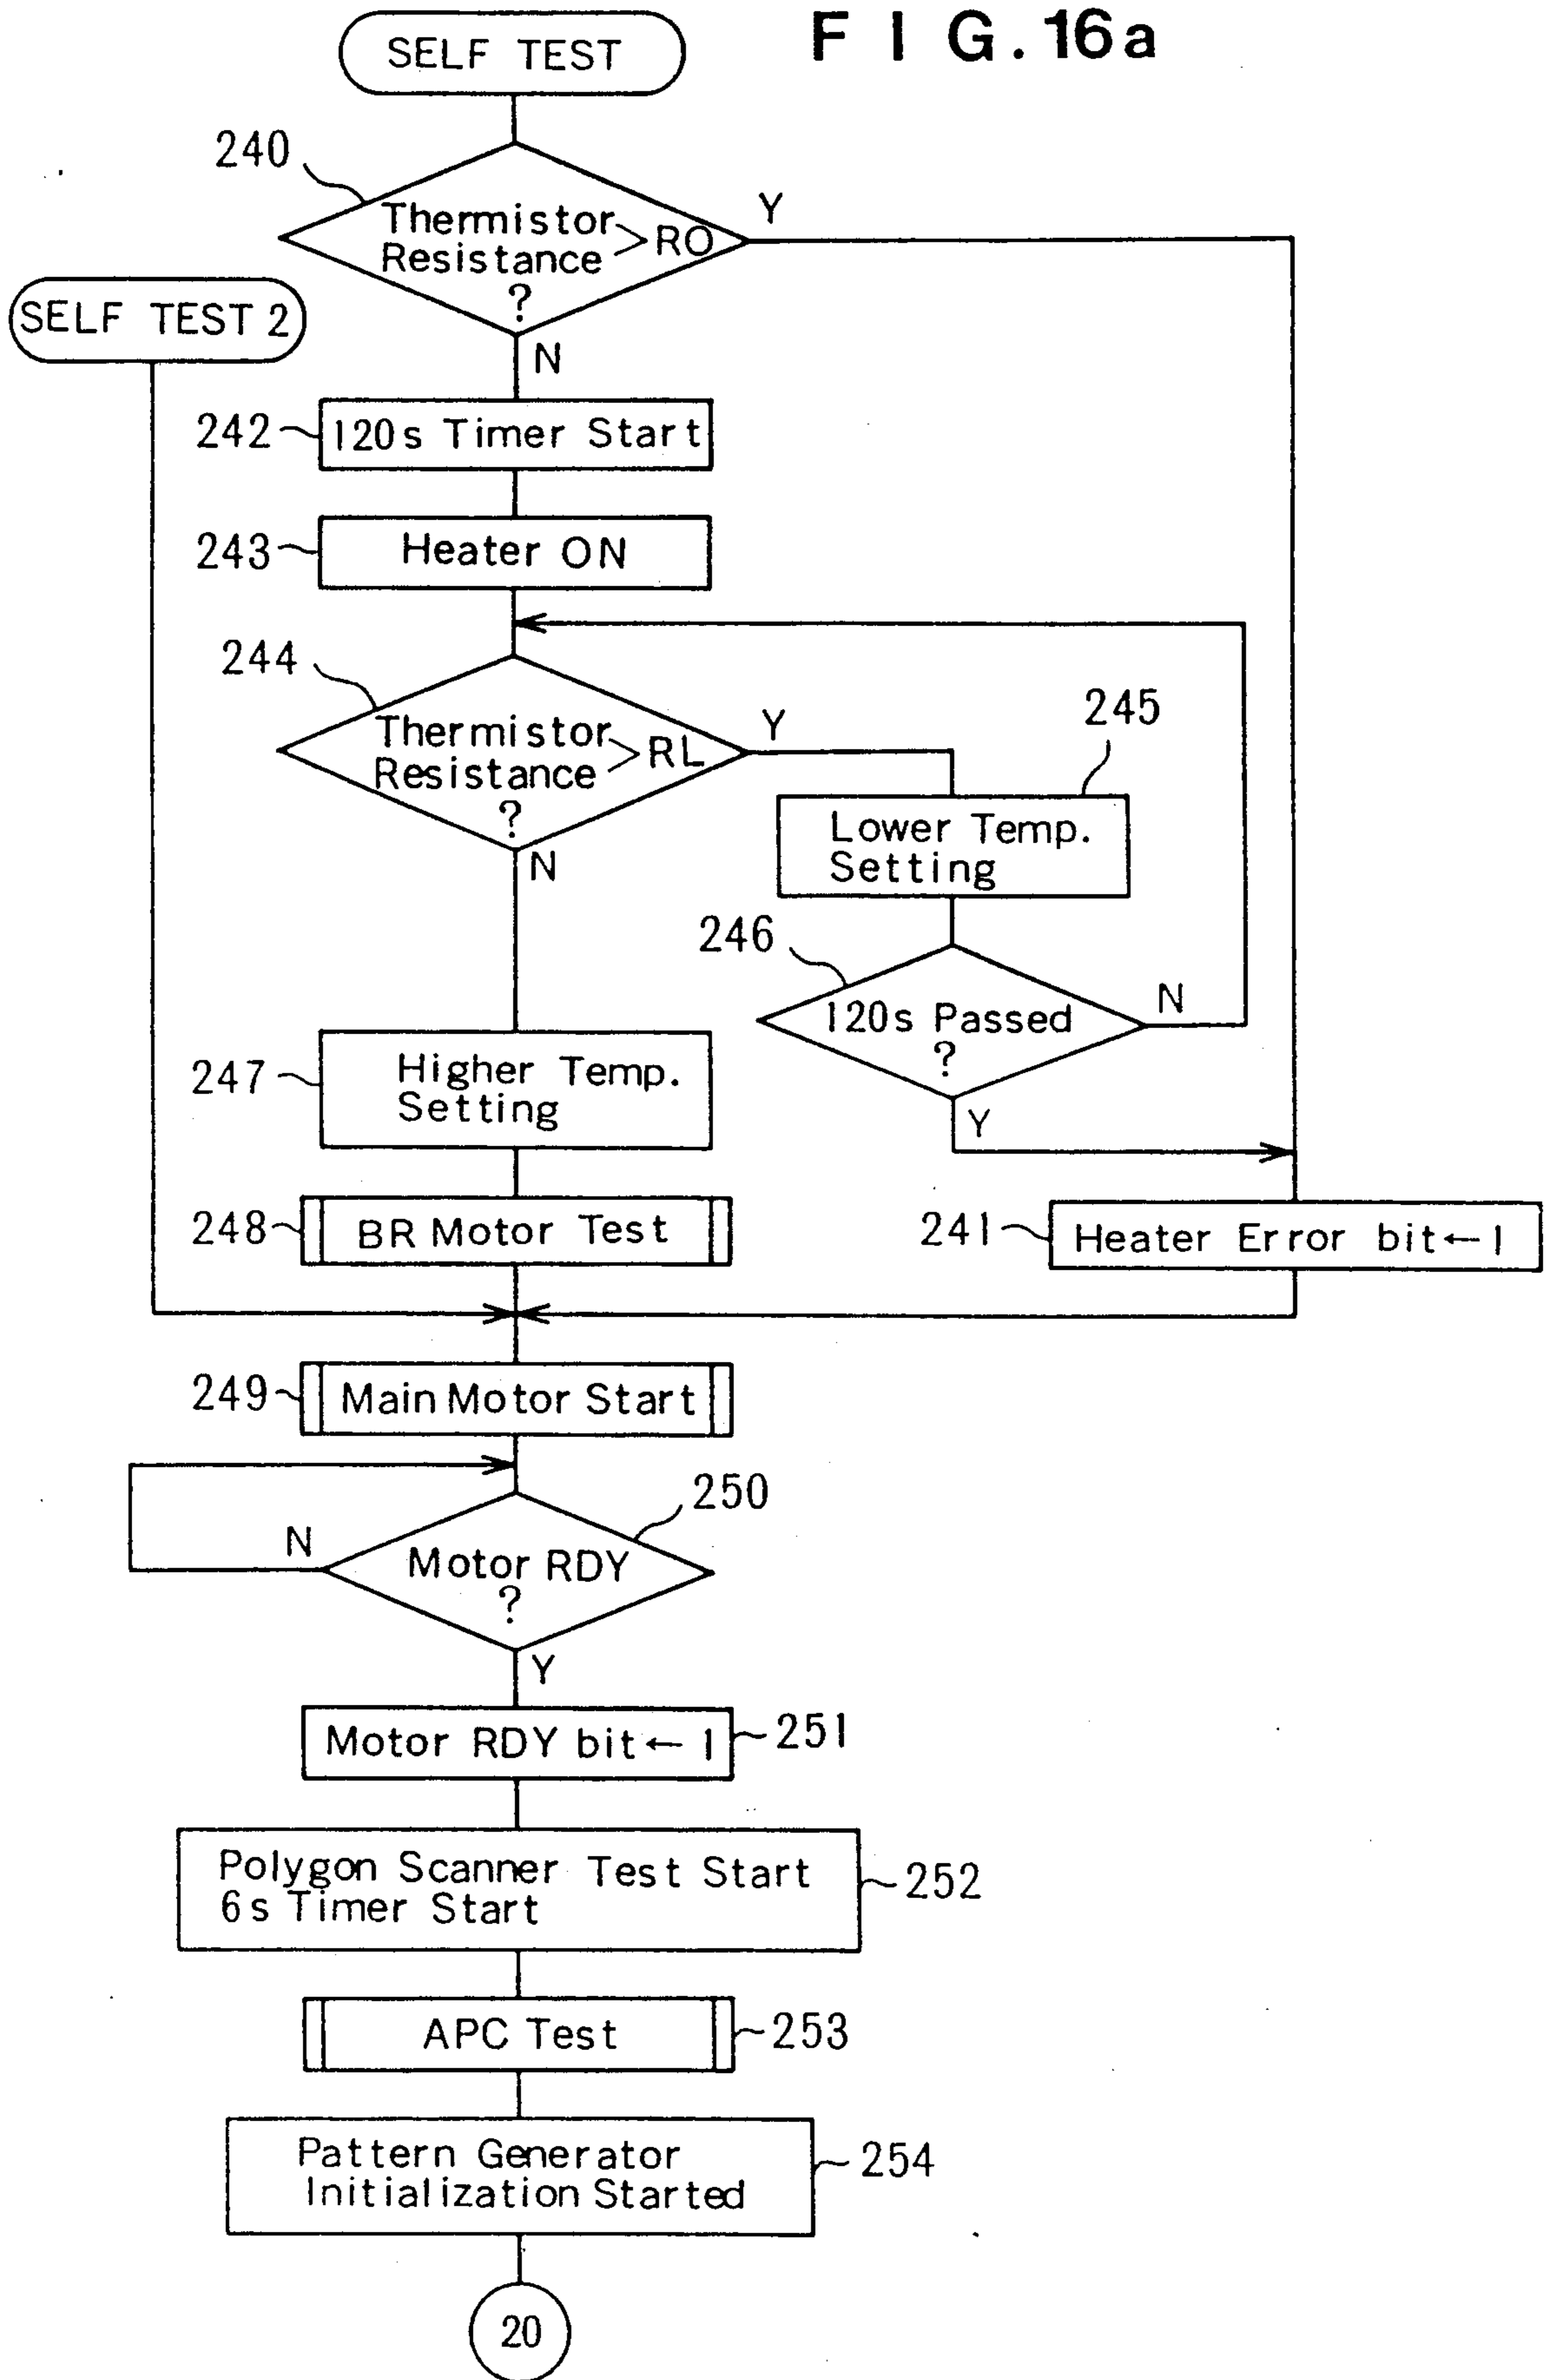 FIG. 16a
SELF TEST
240
Thermistor
Resistance > RO
?
Y
N
SELF TEST 2
242
120s Timer Start
243
Heater ON
244
Thermistor
Resistance > RL
?
Y
N
245
Lower Temp.
Setting
246
120s Passed
?
N
Y
247
Higher Temp.
Setting
248
BR Motor Test
241
Heater Error bit ← 1
249
Main Motor Start
250
Motor RDY
?
N
Y
Motor RDY bit ← 1
251
Polygon Scanner Test Start
6s Timer Start
252
APC Test
253
Pattern Generator
Initialization Started
254
20